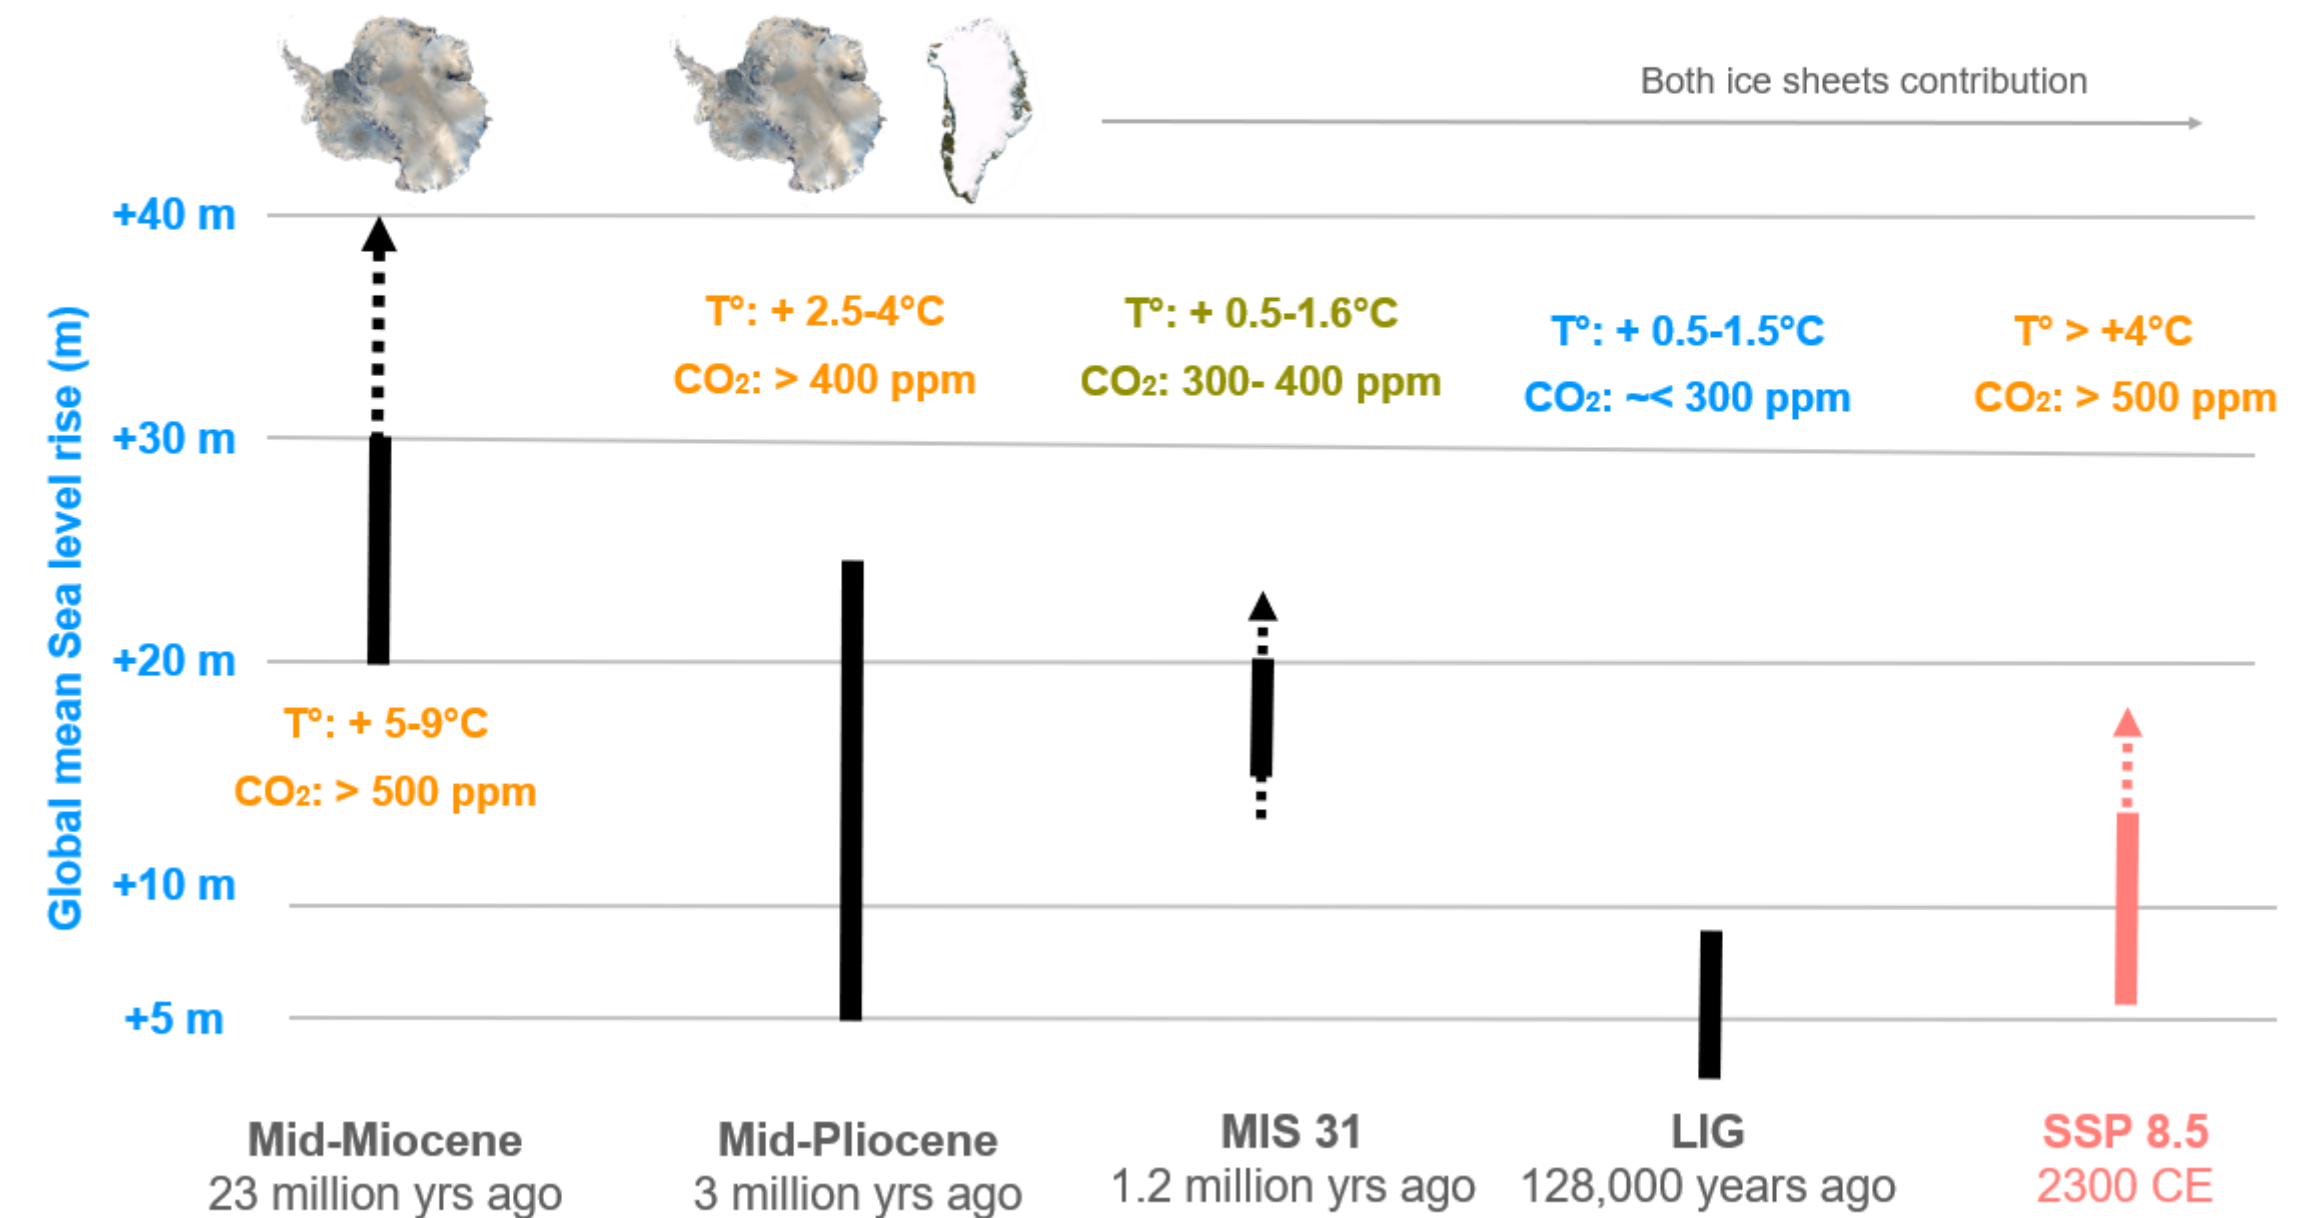 Both ice sheets contribution
Global mean Sea level rise (m)
+40 m
+30 m
+20 m
+10 m
+5 m
T°: + 5-9°C
CO₂: > 500 ppm
T°: + 2.5-4°C
CO₂: > 400 ppm
T°: + 0.5-1.6°C
CO₂: 300- 400 ppm
T°: + 0.5-1.5°C
CO₂: ~< 300 ppm
T° > +4°C
CO₂: > 500 ppm
Mid-Miocene
23 million yrs ago
Mid-Pliocene
3 million yrs ago
MIS 31
1.2 million yrs ago
LIG
128,000 years ago
SSP 8.5
2300 CE